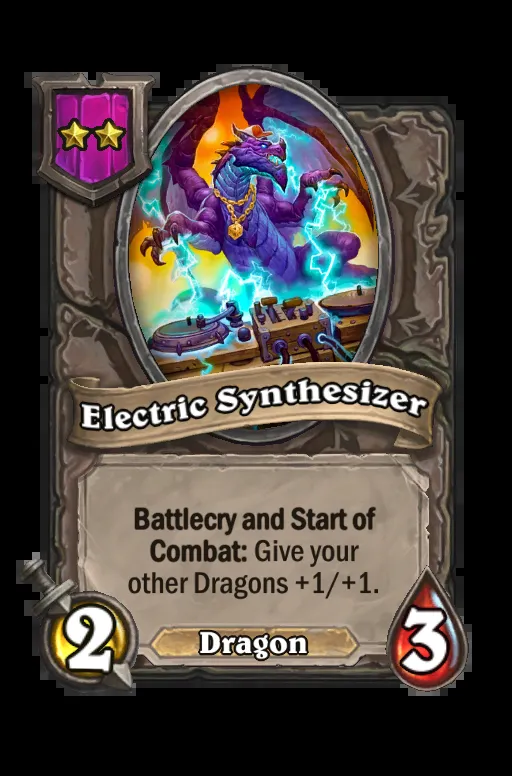 Electric Synthesizer
Battlecry and Start of
Combat: Give your
other Dragons +1/+1.
2
Dragon
3